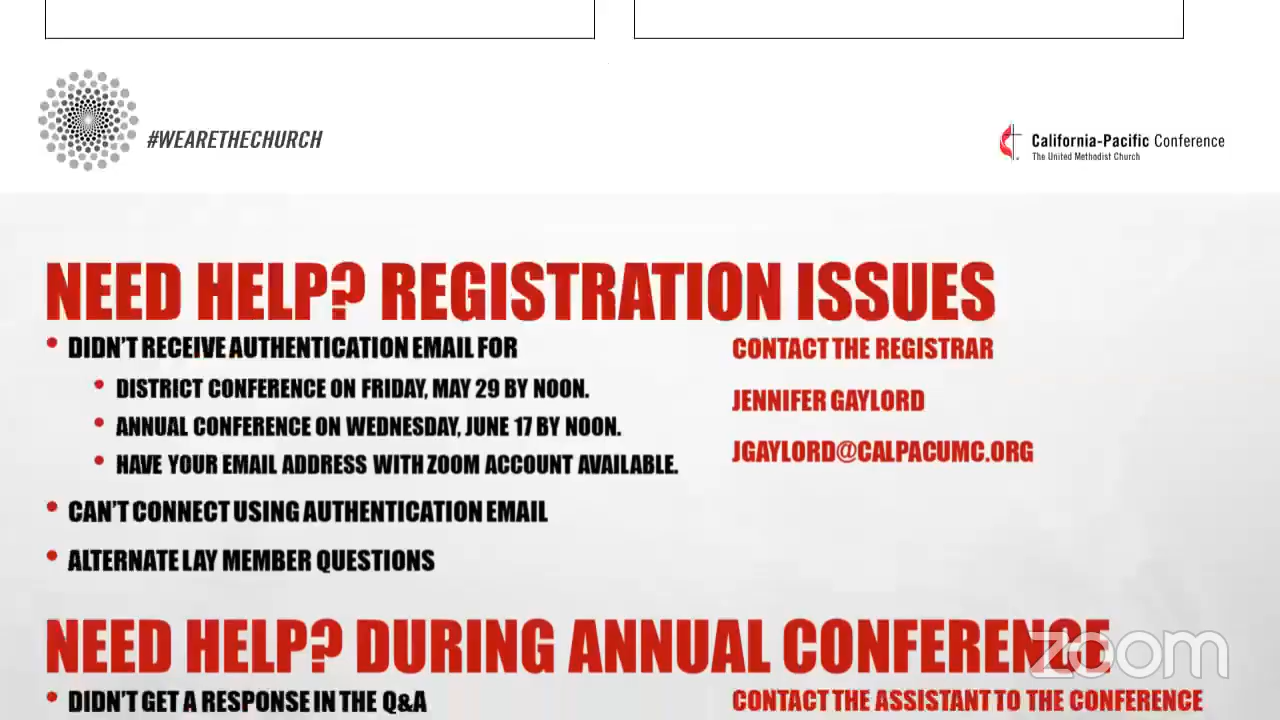 #WEARETHECHURCH
California-Pacific Conference
The United Methodist Church
NEED HELP? REGISTRATION ISSUES
• DIDN'T RECEIVE AUTHENTICATION EMAIL FOR
• DISTRICT CONFERENCE ON FRIDAY, MAY 29 BY NOON.
• ANNUAL CONFERENCE ON WEDNESDAY, JUNE 17 BY NOON.
• HAVE YOUR EMAIL ADDRESS WITH ZOOM ACCOUNT AVAILABLE.
• CAN'T CONNECT USING AUTHENTICATION EMAIL
• ALTERNATE LAY MEMBER QUESTIONS
CONTACT THE REGISTRAR
JENNIFER GAYLORD
JGAYLORD@CALPACUMC.ORG
NEED HELP? DURING ANNUAL CONFERENCE
• DIDN'T GET A RESPONSE IN THE Q&A
CONTACT THE ASSISTANT TO THE CONFERENCE
zoom